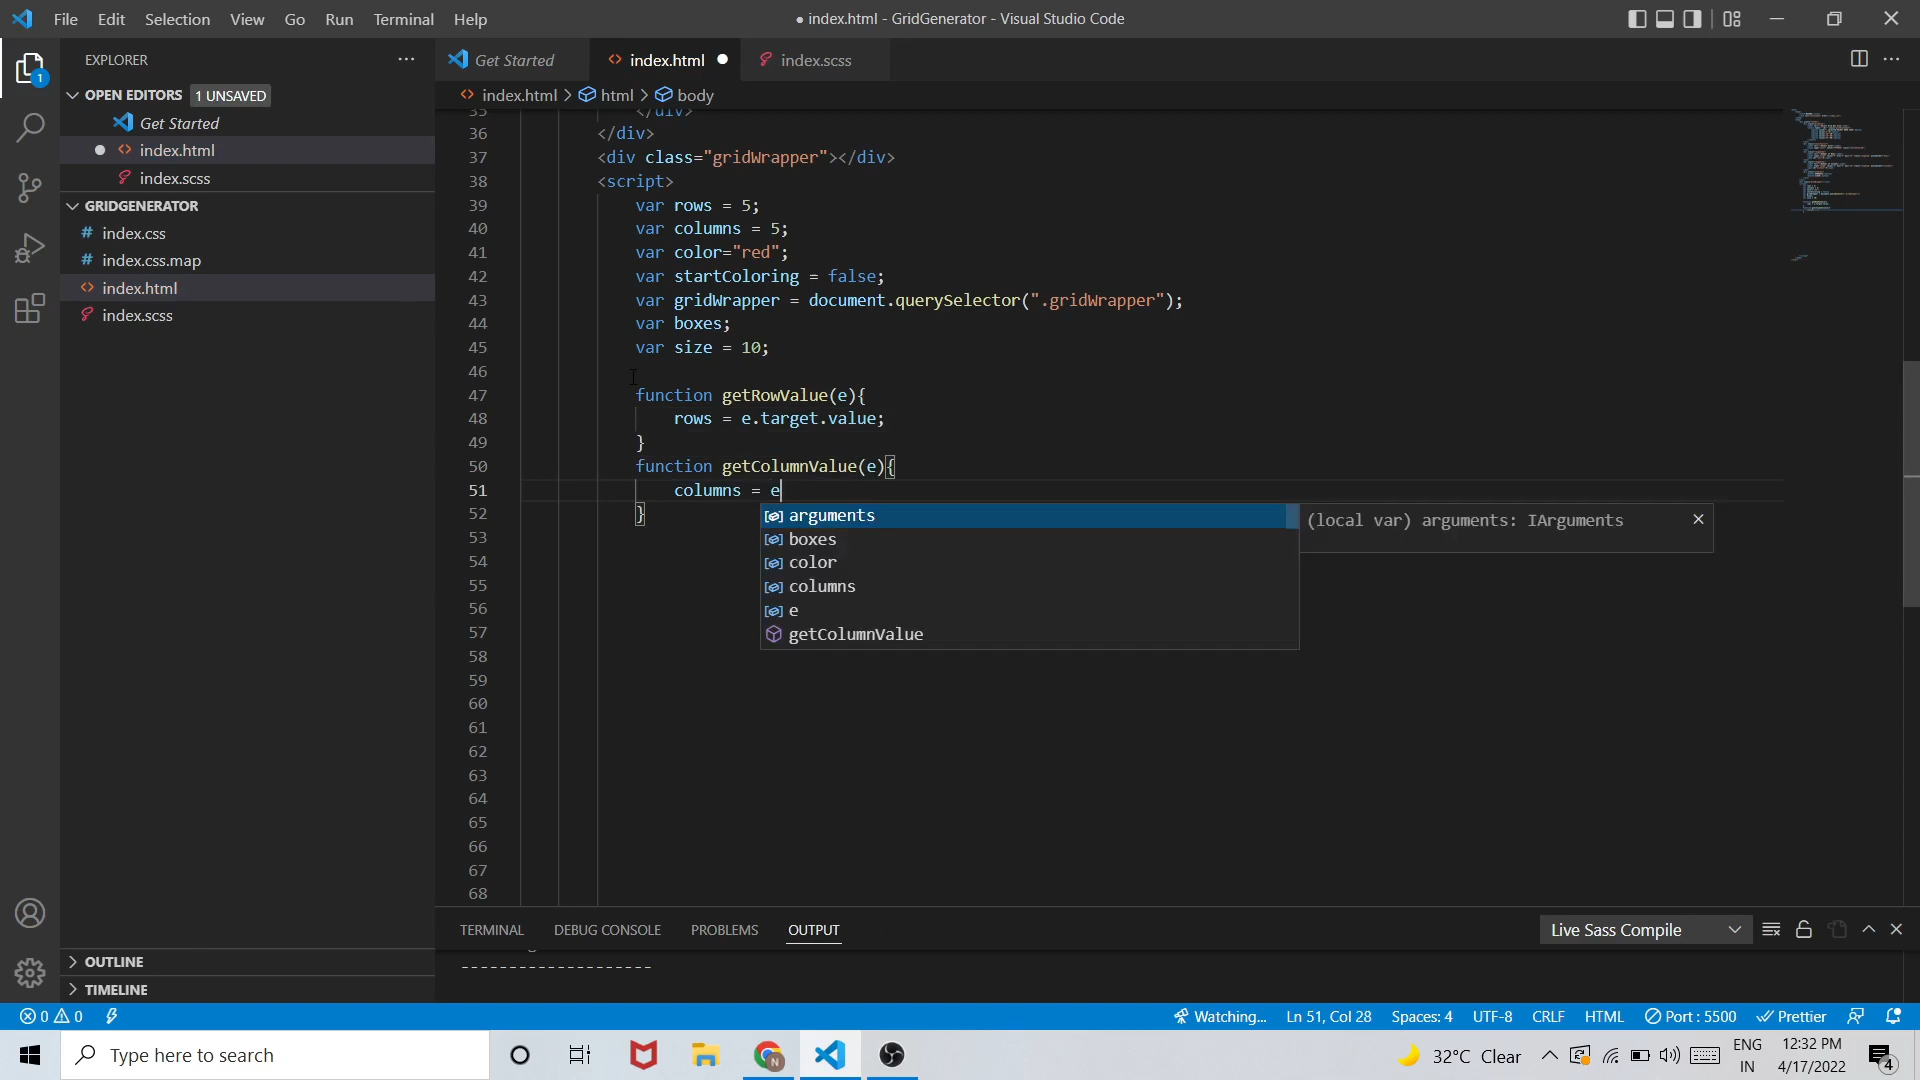 File Edit Selection View Go Run Terminal Help
● index.html - GridGenerator - Visual Studio Code
EXPLORER
OPEN EDITORS 1 UNSAVED
Get Started
index.html
index.scss
GRIDGENERATOR
index.css
index.css.map
index.html
index.scss
OUTLINE
TIMELINE
1
Get Started index.html index.scss
index.html > html > body
35 </div>
36 </div>
37 <div class="gridWrapper"></div>
38 <script>
39 var rows = 5;
40 var columns = 5;
41 var color="red";
42 var startColoring = false;
43 var gridWrapper = document.querySelector(".gridWrapper");
44 var boxes;
45 var size = 10;
46
47 function getRowValue(e){
48 rows = e.target.value;
49 }
50 function getColumnValue(e){
51 columns = e
52 }
53
54
55
56
57
58
59
60
61
62
63
64
65
66
67
68
arguments
boxes
color
columns
e
getColumnValue
(local var) arguments: IArguments
TERMINAL DEBUG CONSOLE PROBLEMS OUTPUT
Live Sass Compile
--------------------
0 0
Watching... Ln 51, Col 28 Spaces: 4 UTF-8 CRLF HTML Port : 5500 Prettier
Type here to search
N
32°C Clear
ENG
IN
12:32 PM
4/17/2022
4